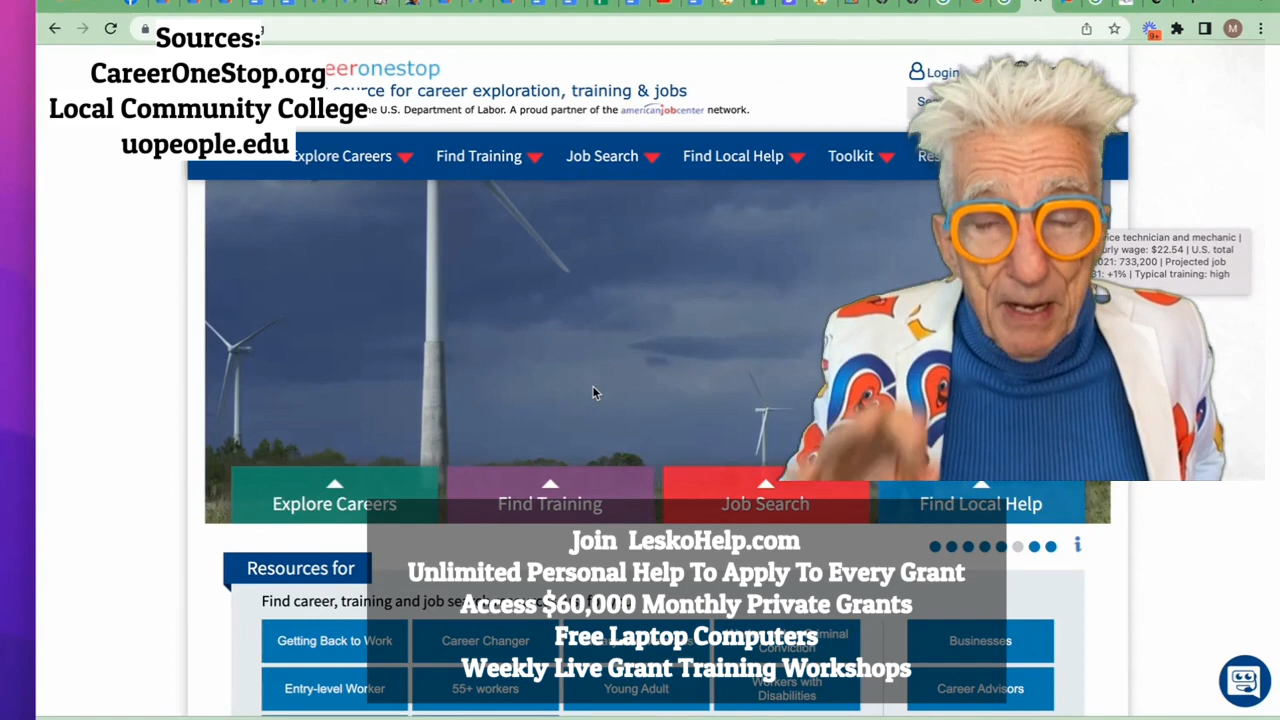 Sources:
CareerOneStop.org
Local Community College
uopeople.edu
eeronestop
source for career exploration, training & jobs
the U.S. Department of Labor. A proud partner of the americanjobcenter network.
Login
Explore Careers
Find Training
Job Search
Find Local Help
Toolkit
ice technician and mechanic |
urly wage: $22.54 | U.S. total
2021: 733,200 | Projected job
31: +1% | Typical training: high
Explore Careers
Find Training
Job Search
Find Local Help
Join LeskoHelp.com
Unlimited Personal Help To Apply To Every Grant
Access $60,000 Monthly Private Grants
Free Laptop Computers
Weekly Live Grant Training Workshops
Resources for
Find career, training and job
Getting Back to Work
Career Changer
Criminal
Conviction
Businesses
Entry-level Worker
55+ workers
Young Adult
Workers with
Disabilities
Career Advisors
M
9+